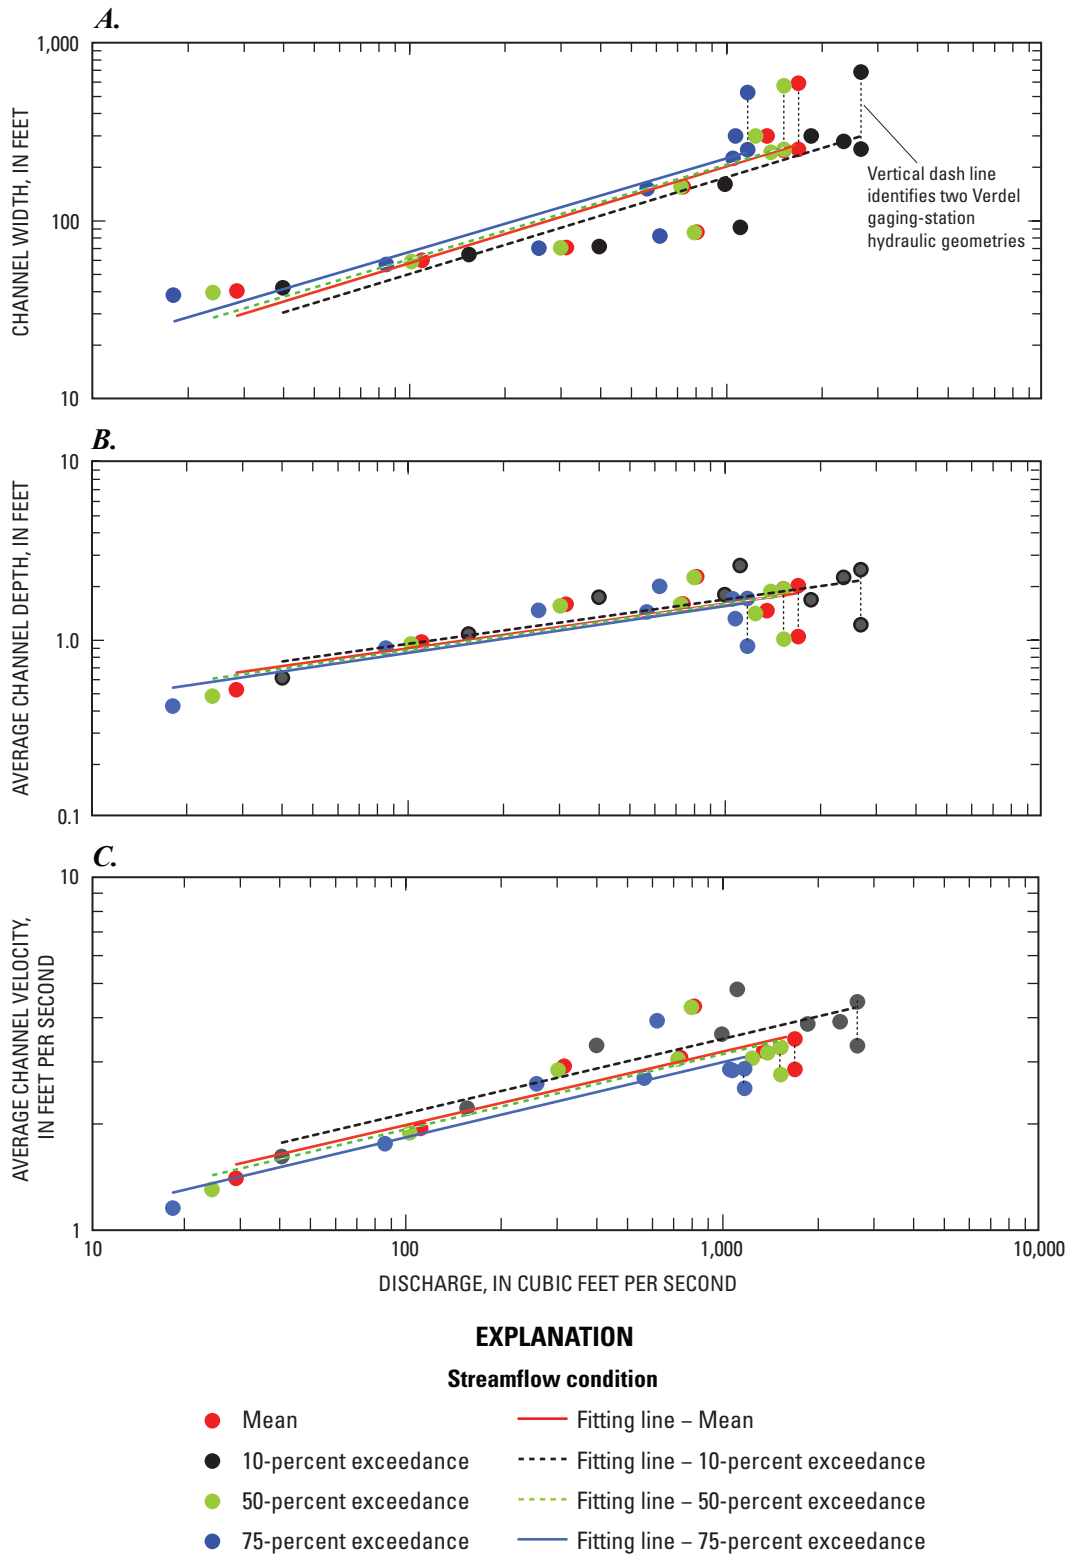 A.
1,000
100
10
CHANNEL WIDTH, IN FEET
Vertical dash line
identifies two Verdel
gaging-station
hydraulic geometries
B.
10
1.0
0.1
AVERAGE CHANNEL DEPTH, IN FEET
C.
10
1
AVERAGE CHANNEL VELOCITY,
IN FEET PER SECOND
10
100
1,000
10,000
DISCHARGE, IN CUBIC FEET PER SECOND
EXPLANATION
Streamflow condition
Mean
Fitting line – Mean
10-percent exceedance
Fitting line – 10-percent exceedance
50-percent exceedance
Fitting line – 50-percent exceedance
75-percent exceedance
Fitting line – 75-percent exceedance